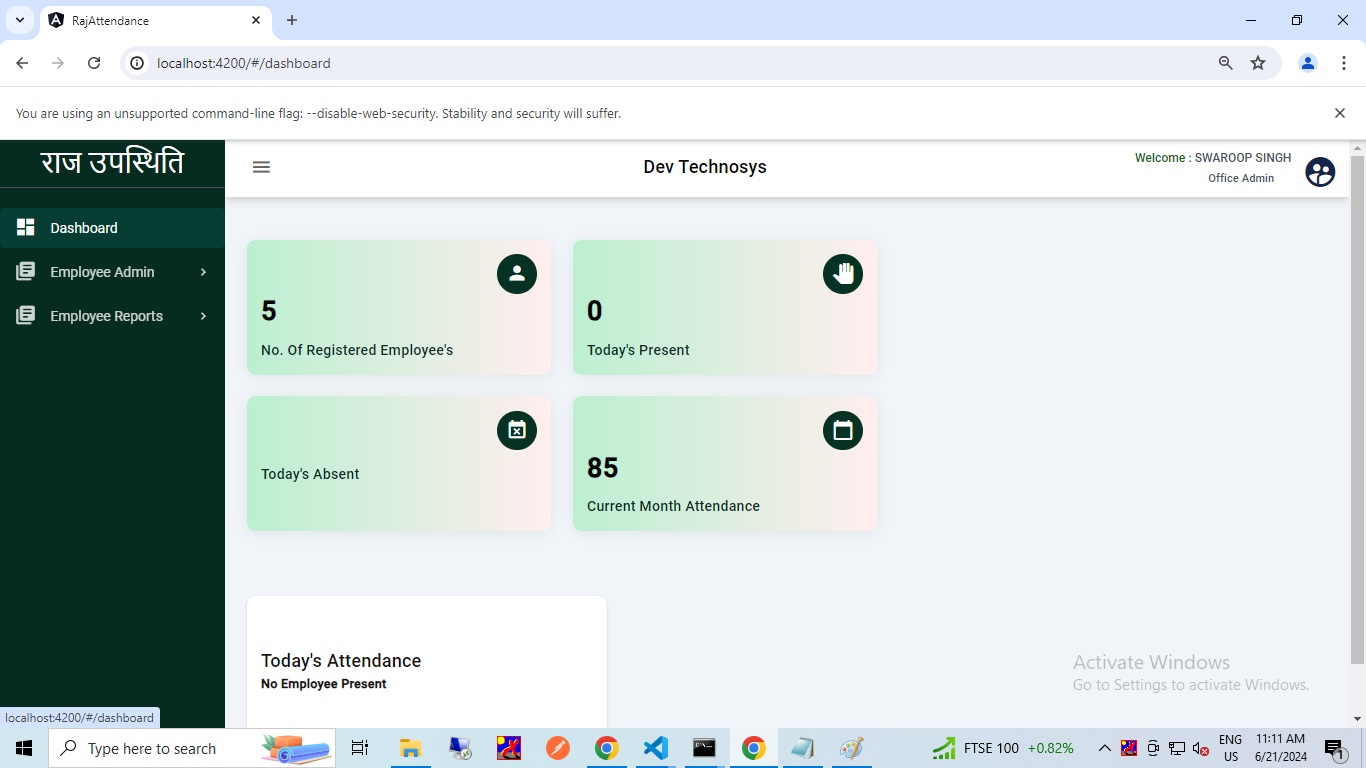 RajAttendance
localhost:4200/#/dashboard
You are using an unsupported command-line flag: --disable-web-security. Stability and security will suffer.
राज उपस्थिति
Dev Technosys
Welcome : SWAROOP SINGH
Office Admin
Dashboard
Employee Admin
Employee Reports
5
No. Of Registered Employee's
0
Today's Present
Today's Absent
85
Current Month Attendance
Today's Attendance
No Employee Present
Activate Windows
Go to Settings to activate Windows.
localhost:4200/#/dashboard
Type here to search
FTSE 100 +0.82%
ENG
US
11:11 AM
6/21/2024
1